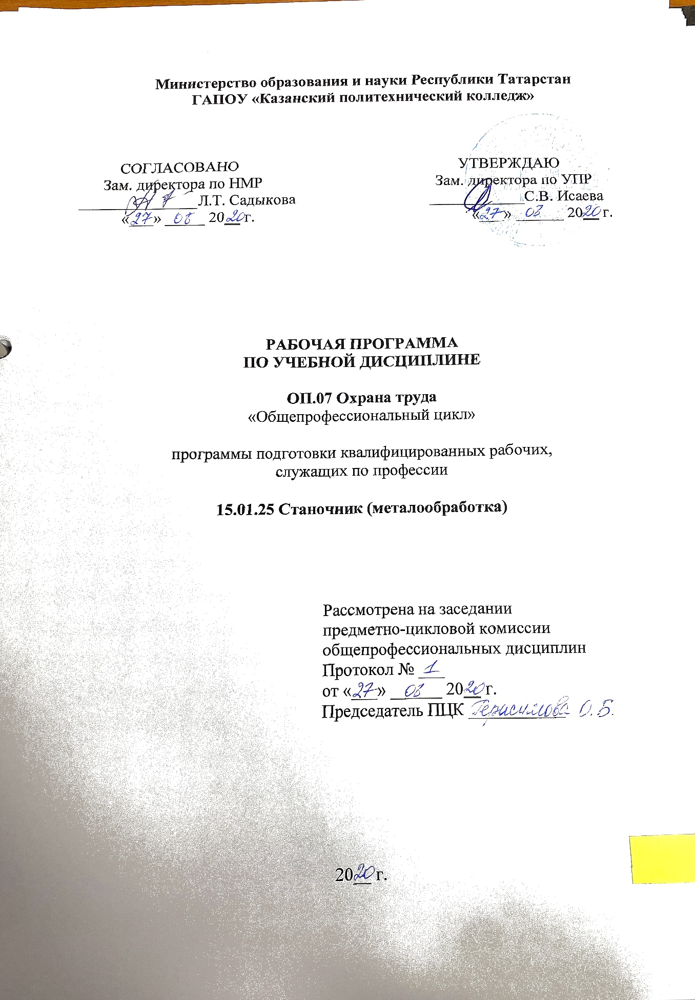 Министерство образования и науки Республики Татарстан
ГАПОУ «Казанский политехнический колледж»
СОГЛАСОВАНО
Зам. директора по НМР
Л.Т. Садыкова
«27» 08 2020г.
УТВЕРЖДАЮ
Зам. директора по УПР
С.В. Исаева
«27» 08 2020 г.
РАБОЧАЯ ПРОГРАММА
ПО УЧЕБНОЙ ДИСЦИПЛИНЕ
ОП.07 Охрана труда
«Общепрофессиональный цикл»
программы подготовки квалифицированных рабочих,
служащих по профессии
15.01.25 Станочник (металообработка)
Рассмотрена на заседании
предметно-цикловой комиссии
общепрофессиональных дисциплин
Протокол № 1
от «27» 08 2020г.
Председатель ПЦК Герасимова О.Б.
2020 г.